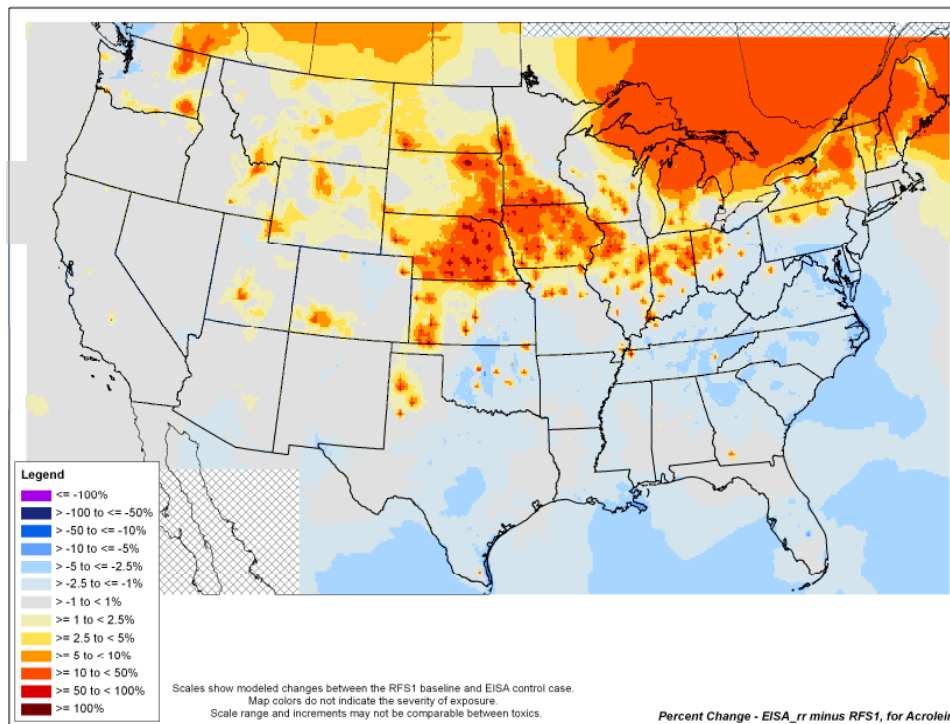 Legend
<= -100%
> -100 to <= -50%
> -50 to <= -10%
> -10 to <= -5%
> -5 to <= -2.5%
> -2.5 to <= -1%
> -1 to < 1%
>= 1 to < 2.5%
>= 2.5 to < 5%
>= 5 to < 10%
>= 10 to < 50%
>= 50 to < 100%
>= 100%
Scales show modeled changes between the RFS1 baseline and EISA control case.
Map colors do not indicate the severity of exposure.
Scale range and increments may not be comparable between toxics.
Percent Change - EISA_rr minus RFS1, for Acrolein